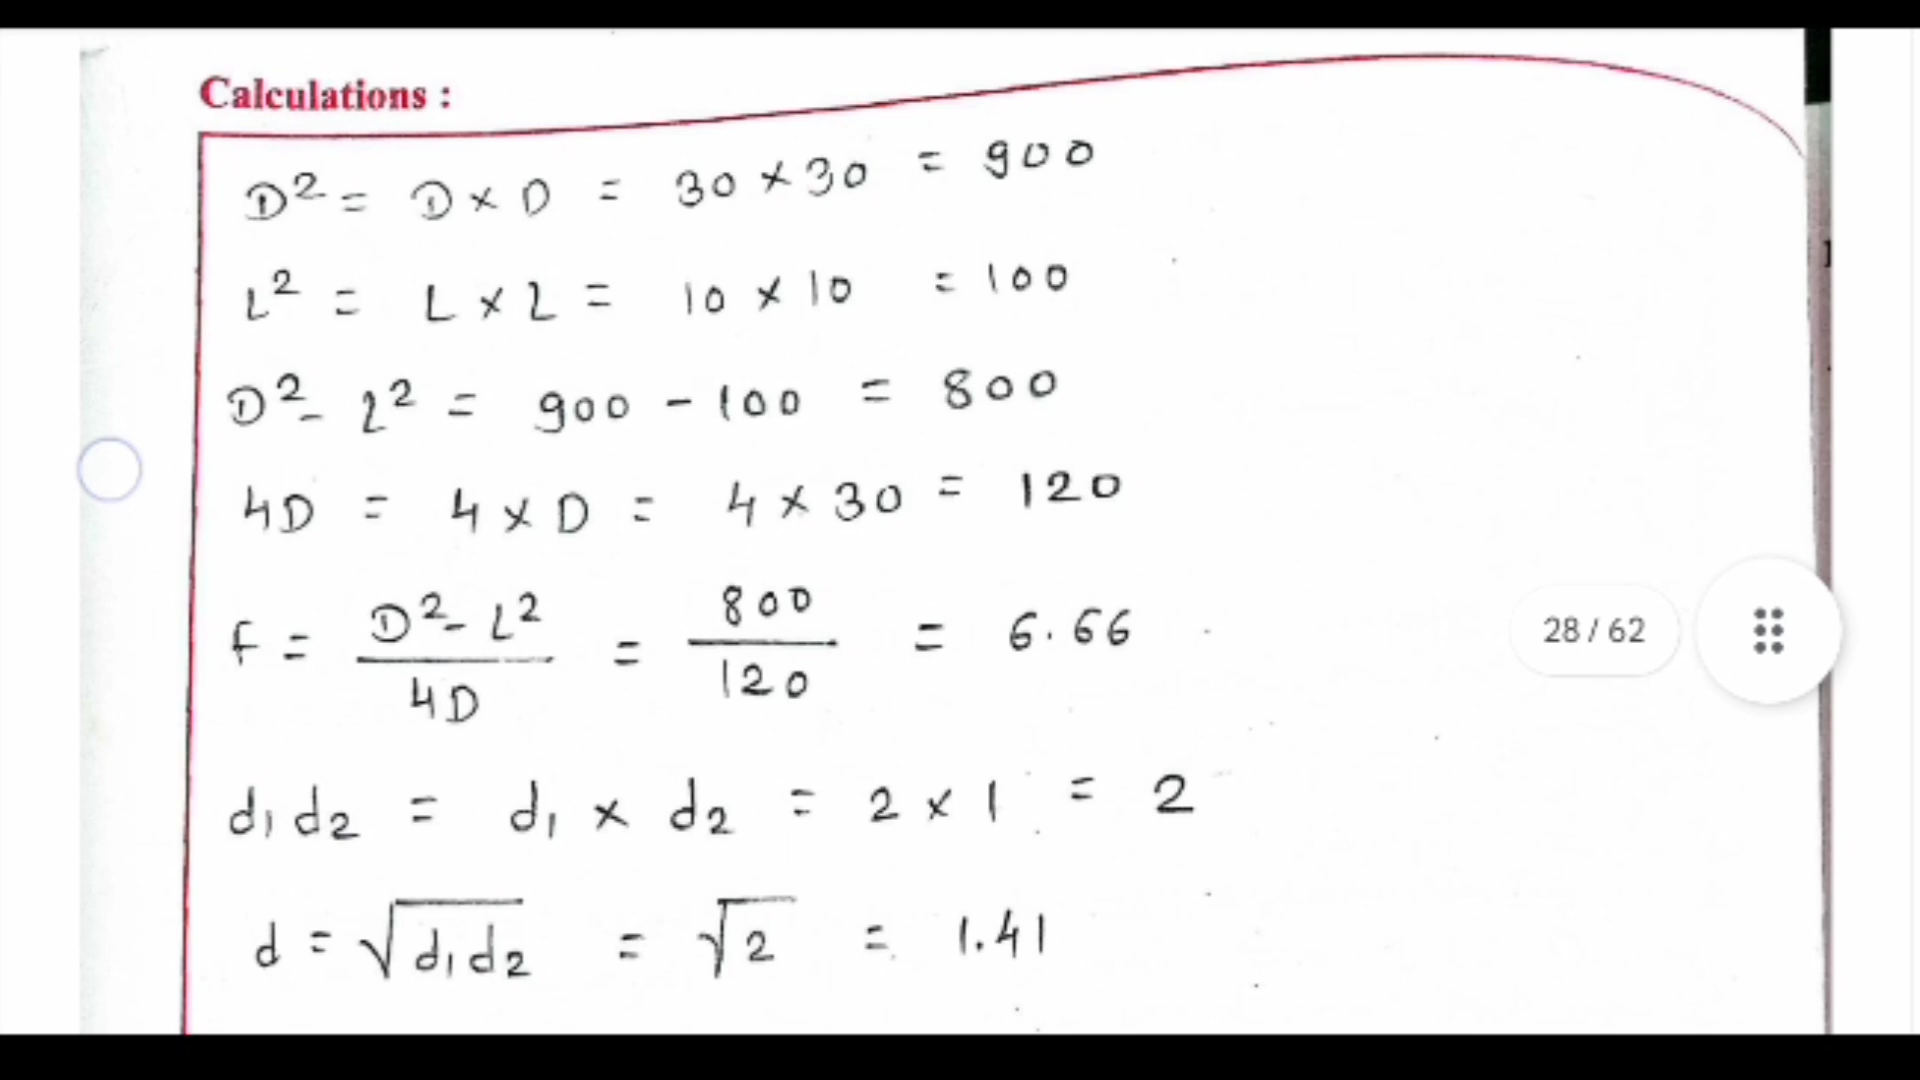 Calculations :
D² = D × D = 30 × 30 = 900
L² = L × L = 10 × 10 = 100
D² - L² = 900 - 100 = 800
4D = 4 × D = 4 × 30 = 120
f = D² - L² / 4D = 800 / 120 = 6.66
28 / 62
d₁d₂ = d₁ × d₂ = 2 × 1 = 2
d = √d₁d₂ = √2 = 1.41